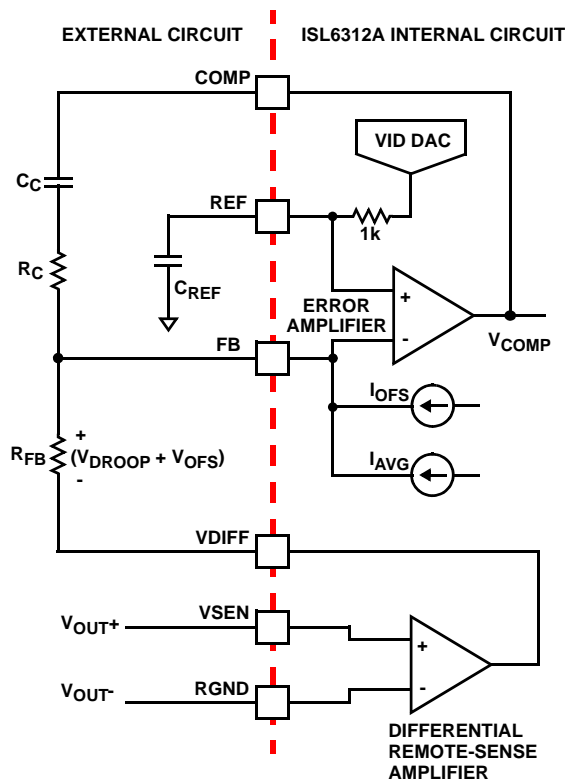 EXTERNAL CIRCUIT
ISL6312A INTERNAL CIRCUIT
COMP
VID DAC
CC
REF
1k
RC
CREF
ERROR
AMPLIFIER
+
-
VCOMP
FB
IOFS
RFB
+
(VDROOP + VOFS)
-
IAVG
VDIFF
VOUT+
VSEN
+
VOUT-
RGND
-
DIFFERENTIAL
REMOTE-SENSE
AMPLIFIER